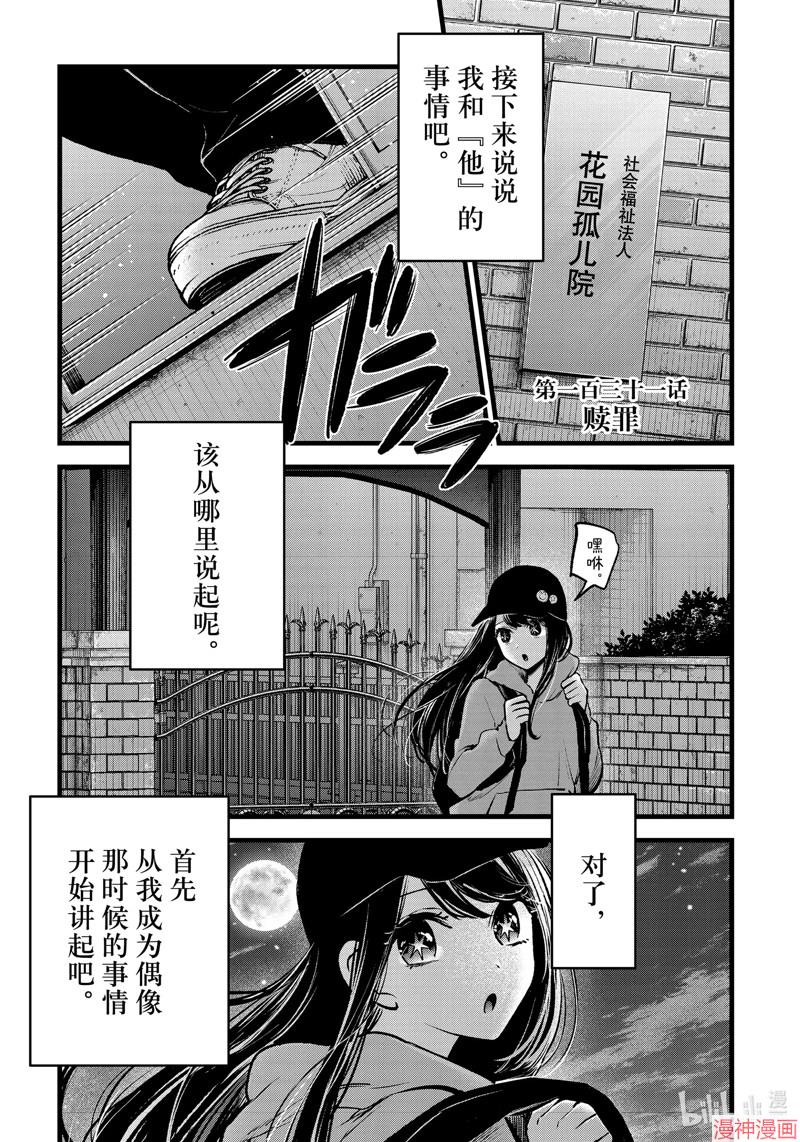 社会福祉法人
花园孤儿院
第一百三十一话
赎罪
接下来说说
我和『他』的
事情吧。
ガララ
该从哪里说起呢。
嘿咻。
对了，
首先
从我成为偶像
那时候的事情
开始讲起吧。
bilibili
漫
漫神漫画